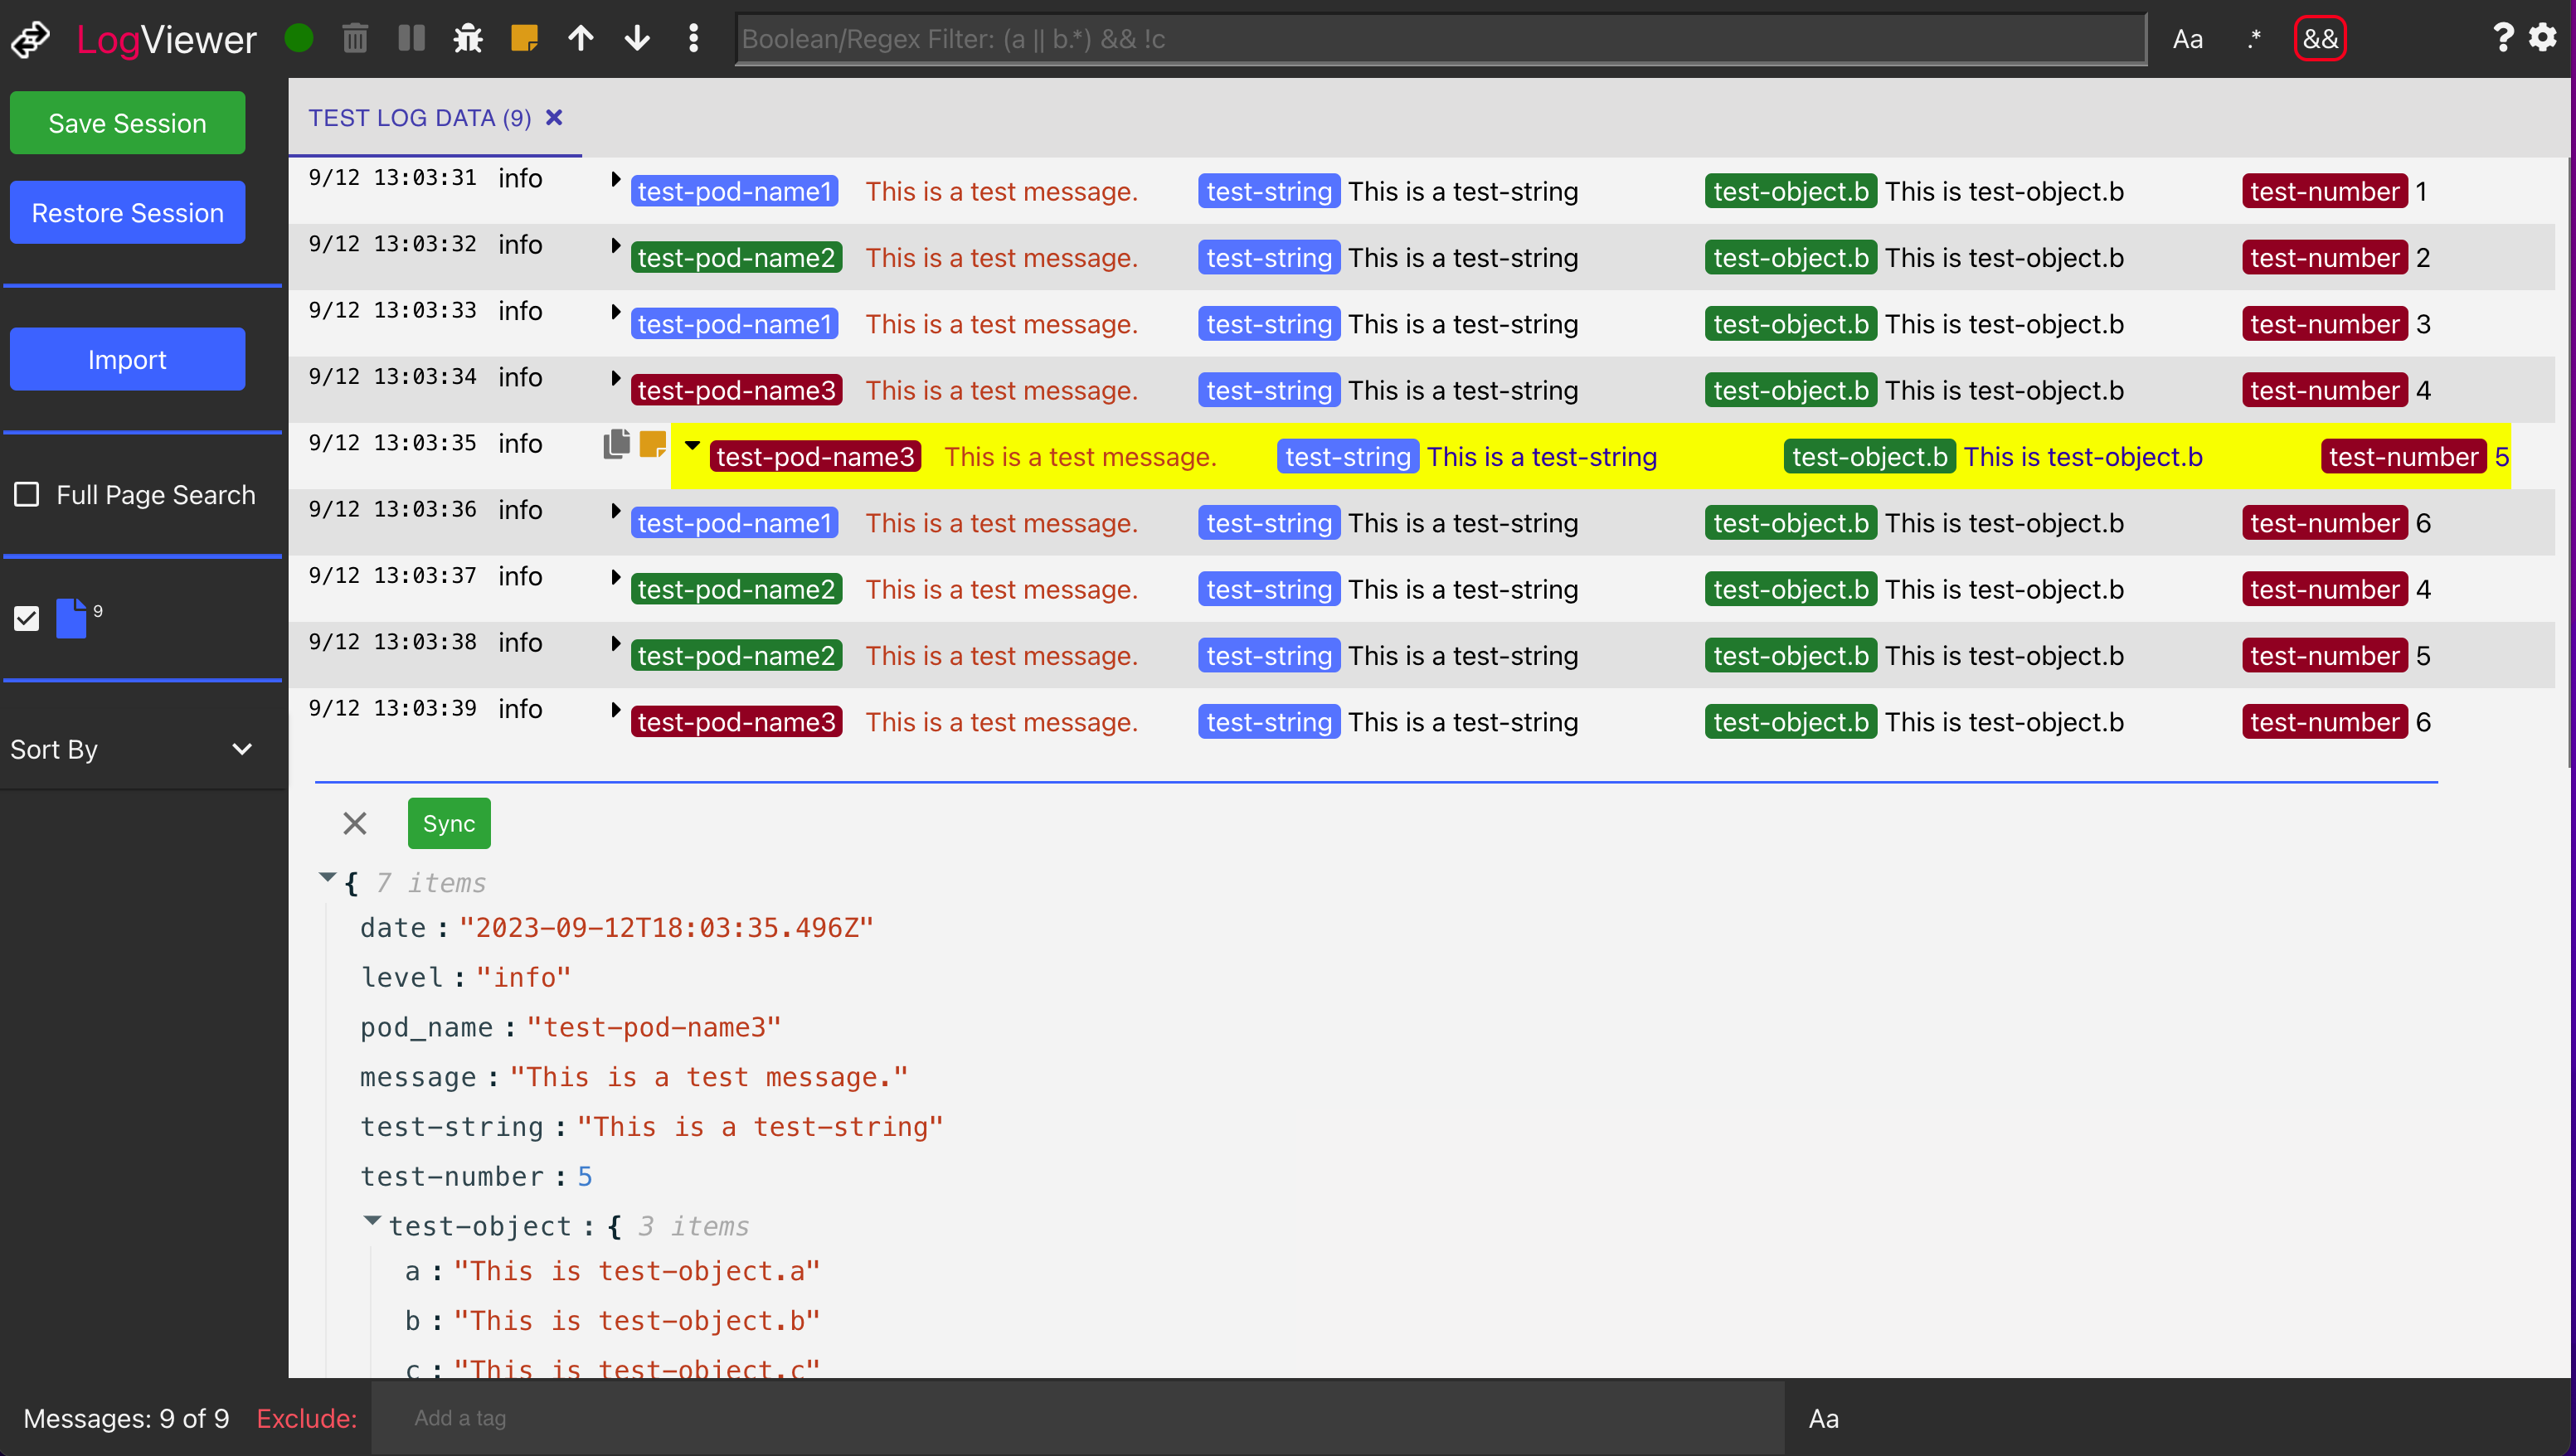 LogViewer Boolean/Regex Filter: (a || b.*) && !c Aa .* && ?
Save Session
Restore Session
Import
Full Page Search
9
Sort By
TEST LOG DATA (9)
9/12 13:03:31 info test-pod-name1 This is a test message. test-string This is a test-string test-object.b This is test-object.b test-number 1
9/12 13:03:32 info test-pod-name2 This is a test message. test-string This is a test-string test-object.b This is test-object.b test-number 2
9/12 13:03:33 info test-pod-name1 This is a test message. test-string This is a test-string test-object.b This is test-object.b test-number 3
9/12 13:03:34 info test-pod-name3 This is a test message. test-string This is a test-string test-object.b This is test-object.b test-number 4
9/12 13:03:35 info test-pod-name3 This is a test message. test-string This is a test-string test-object.b This is test-object.b test-number 5
9/12 13:03:36 info test-pod-name1 This is a test message. test-string This is a test-string test-object.b This is test-object.b test-number 6
9/12 13:03:37 info test-pod-name2 This is a test message. test-string This is a test-string test-object.b This is test-object.b test-number 4
9/12 13:03:38 info test-pod-name2 This is a test message. test-string This is a test-string test-object.b This is test-object.b test-number 5
9/12 13:03:39 info test-pod-name3 This is a test message. test-string This is a test-string test-object.b This is test-object.b test-number 6
Sync
{ 7 items
date : "2023-09-12T18:03:35.496Z"
level : "info"
pod_name : "test-pod-name3"
message : "This is a test message."
test-string : "This is a test-string"
test-number : 5
test-object : { 3 items
a : "This is test-object.a"
b : "This is test-object.b"
c : "This is test-object.c"
Messages: 9 of 9 Exclude: Add a tag Aa